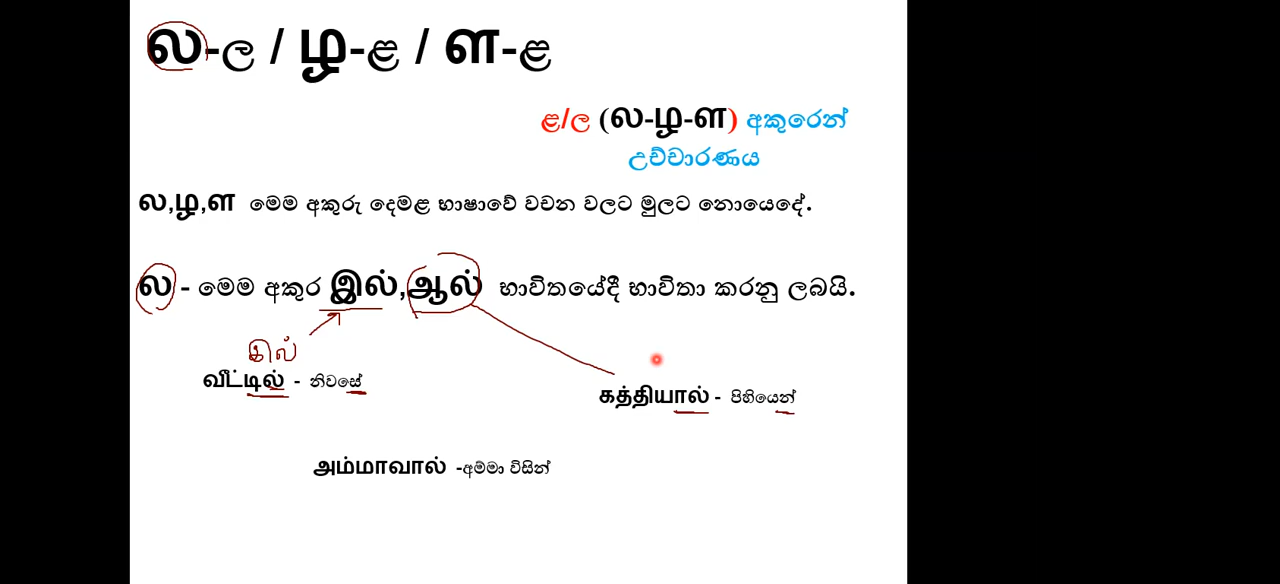 ல-ල / ழ-ළ / ள-ළ
ළ/ල (ல-ழ-ள) අකුරෙන්
උච්චාරණය
ல,ழ,ள මෙම අකුරු දෙමළ භාෂාවේ වචන වලට මුලට නොයෙදේ.
ல - මෙම අකුර இல்,ஆல் භාවිතයේදී භාවිතා කරනු ලබයි.
இல்
வீட்டில் - නිවසේ
கத்தியால் - පිහියෙන්
அம்மாவால் -අම්මා විසින්